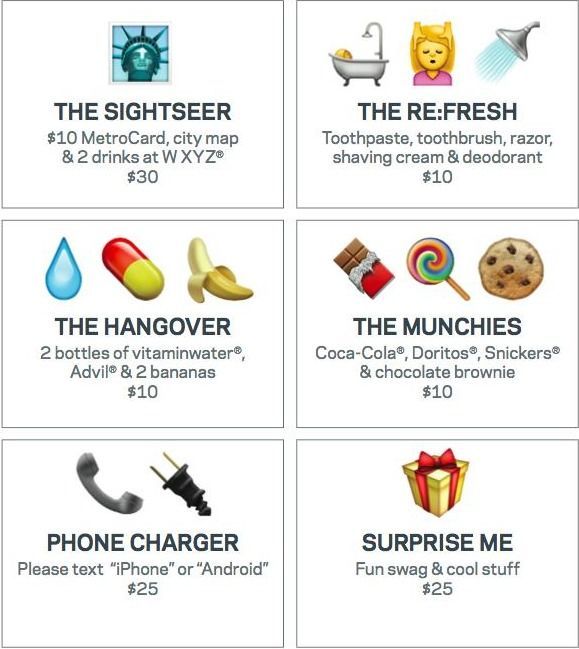 THE SIGHTSEER
$10 MetroCard, city map
& 2 drinks at W XYZ®
$30
THE RE:FRESH
Toothpaste, toothbrush, razor,
shaving cream & deodorant
$10
THE HANGOVER
2 bottles of vitaminwater®,
Advil® & 2 bananas
$10
THE MUNCHIES
Coca-Cola®, Doritos®, Snickers®
& chocolate brownie
$10
PHONE CHARGER
Please text “iPhone” or “Android”
$25
SURPRISE ME
Fun swag & cool stuff
$25